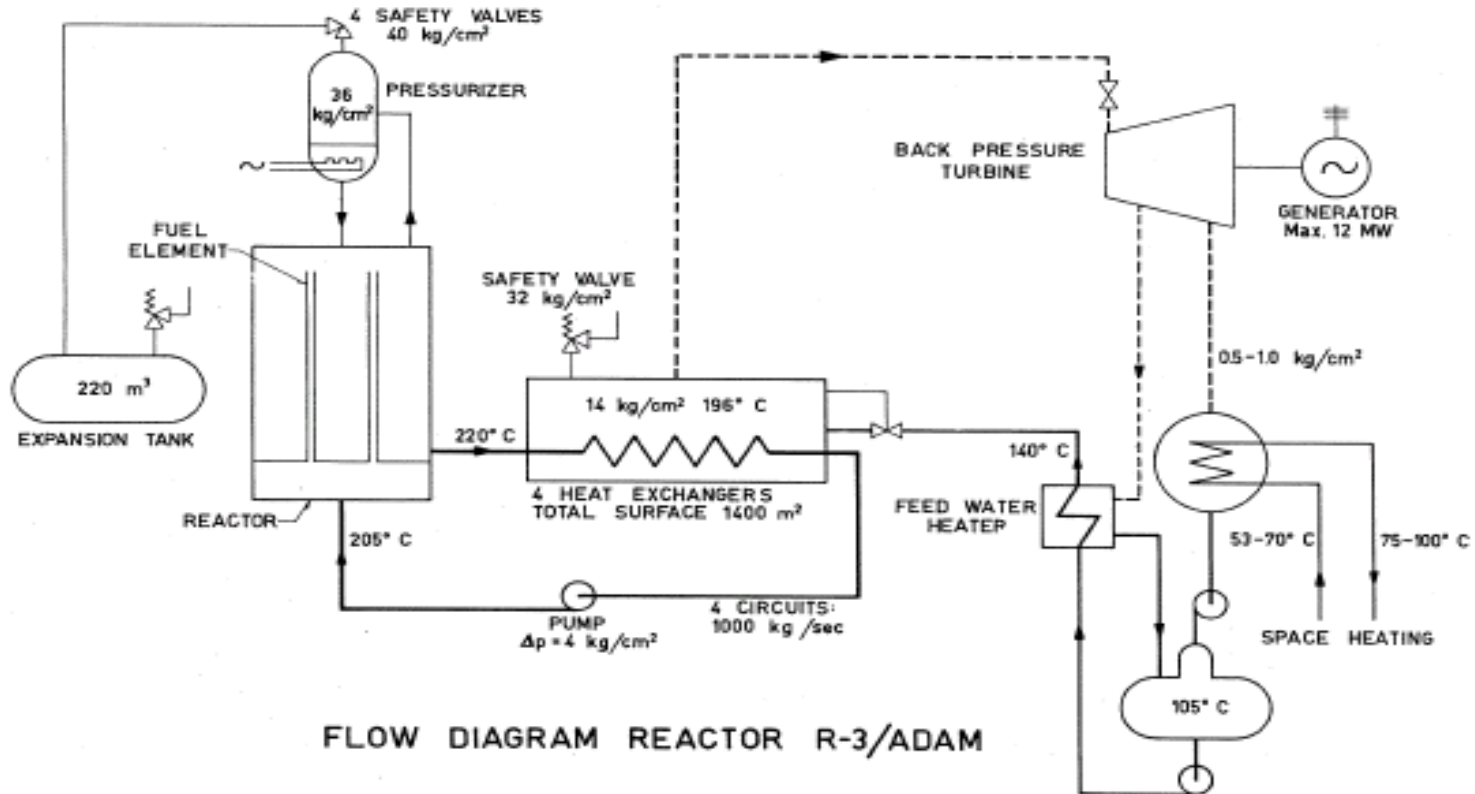 4 SAFETY VALVES
40 kg/cm²
36
kg/cm²
PRESSURIZER
BACK PRESSURE
TURBINE
GENERATOR
Max. 12 MW
FUEL
ELEMENT
SAFETY VALVE
32 kg/cm²
220 m³
EXPANSION TANK
0.5-1.0 kg/cm²
14 kg/cm² 196° C
220° C
140° C
4 HEAT EXCHANGERS
TOTAL SURFACE 1400 m²
REACTOR
205° C
FEED WATER
HEATER
53-70° C
75-100° C
4 CIRCUITS:
1000 kg/sec
PUMP
Δp = 4 kg/cm²
SPACE HEATING
105° C
FLOW DIAGRAM REACTOR R-3/ADAM